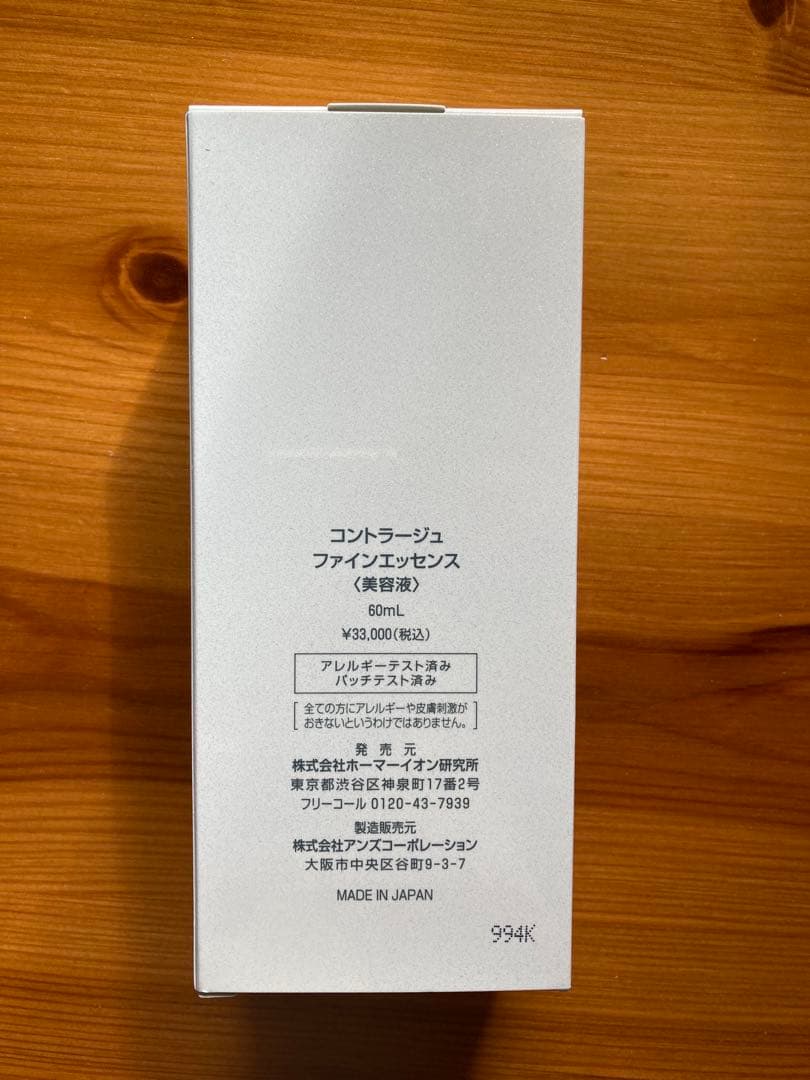 コントラージュ
ファインエッセンス
〈美容液〉
60mL
¥33,000(税込)
アレルギーテスト済み
パッチテスト済み
全ての方にアレルギーや皮膚刺激が
おきないというわけではありません。
発売元
株式会社ホーマーイオン研究所
東京都渋谷区神泉町17番2号
フリーコール 0120-43-7939
製造販売元
株式会社アンズコーポレーション
大阪市中央区谷町9-3-7
MADE IN JAPAN
994K